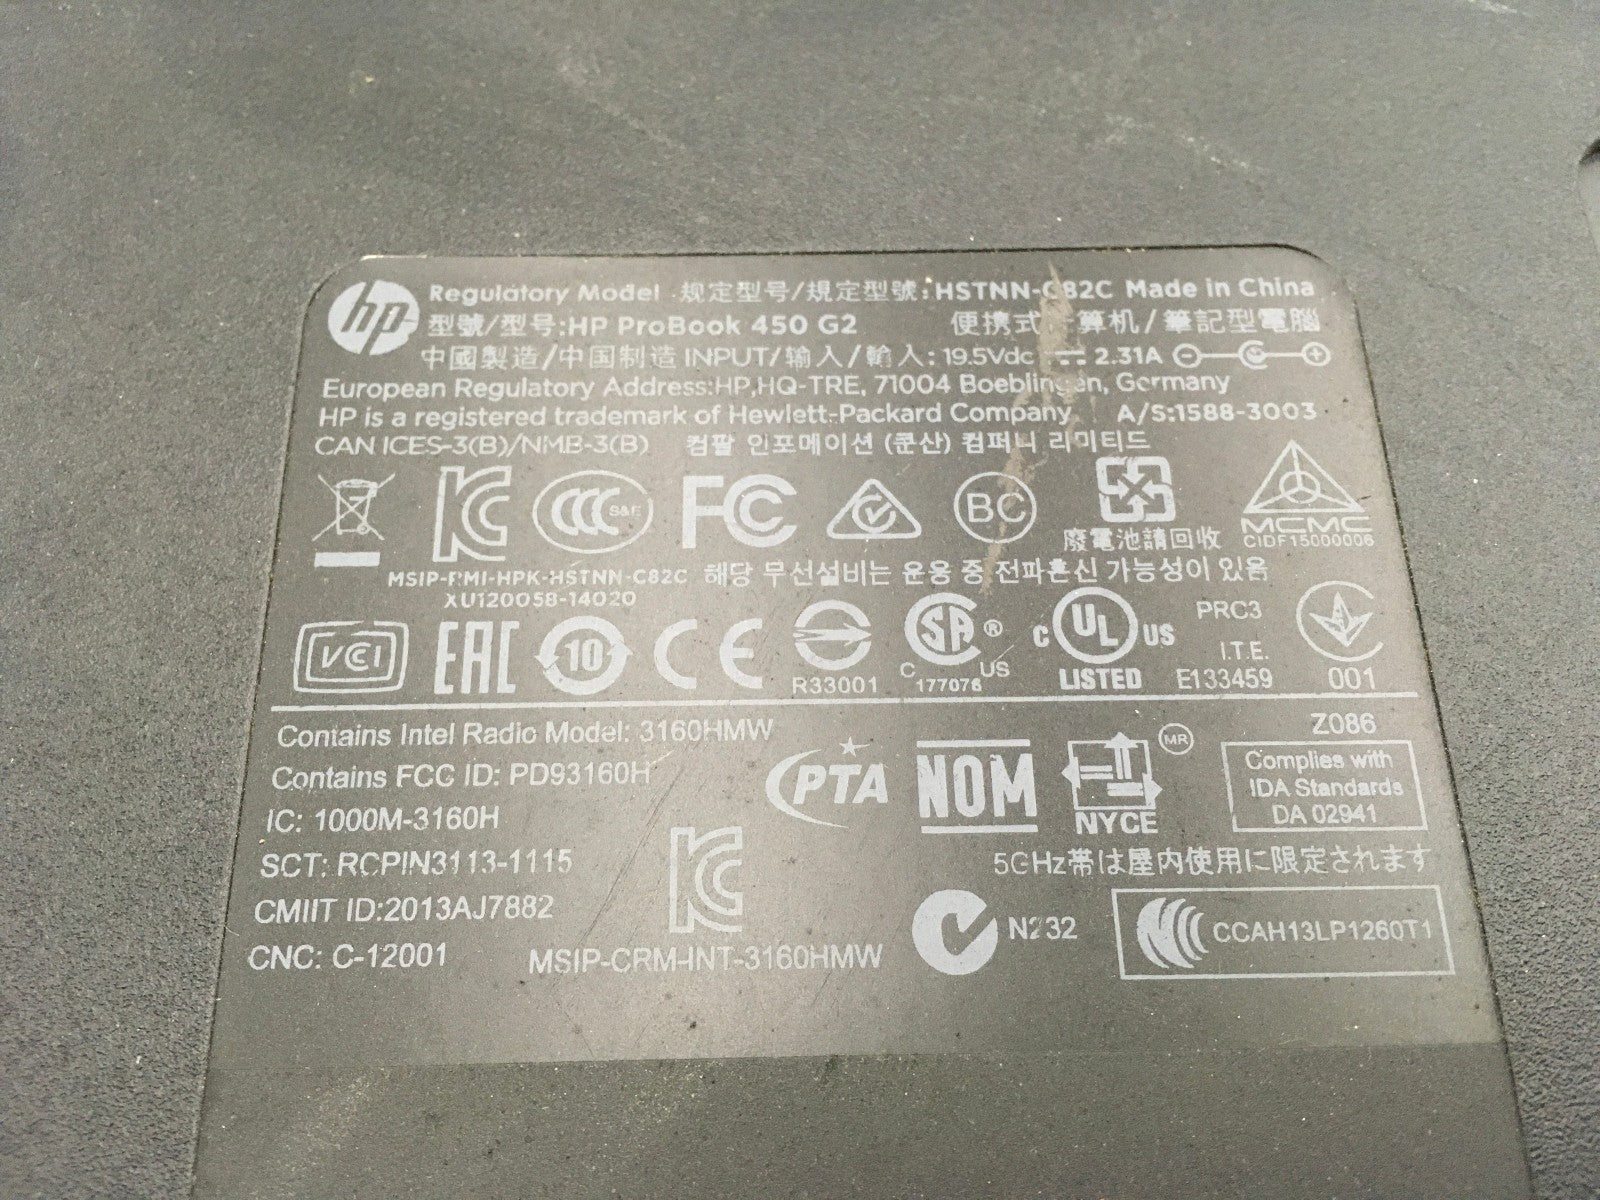 hp Regulatory Model 规定型号/規定型號: HSTNN-C82C Made in China
型號/型号:HP ProBook 450 G2 便携式计算机/筆記型電腦
中國製造/中国制造 INPUT/输入/輸入: 19.5Vdc 2.31A
European Regulatory Address:HP,HQ-TRE, 71004 Boeblingen, Germany
HP is a registered trademark of Hewlett-Packard Company A/S:1588-3003
CAN ICES-3(B)/NMB-3(B) 컴팔 인포메이션 (쿤산) 컴퍼니 리미티드
KC CCC S&E FC BC 廢電池請回收 MCMC
CIDF15000006
MSIP-RMI-HPK-HSTNN-C82C 해당 무선설비는 운용 중 전파혼신 가능성이 있음
XU120058-14020
VCCI EAC 10 CE R33001 SA ® C US 177076 C UL US LISTED PRC3 I.T.E. E133459 001
Contains Intel Radio Model: 3160HMW
Contains FCC ID: PD93160H
IC: 1000M-3160H
SCT: RCPIN3113-1115
CMIIT ID:2013AJ7882
CNC: C-12001
KC
MSIP-CRM-INT-3160HMW
PTA NOM NYCE MR
Z086
Complies with
IDA Standards
DA 02941
5GHz帯は屋内使用に限定されます
N232 CCAH13LP1260T1